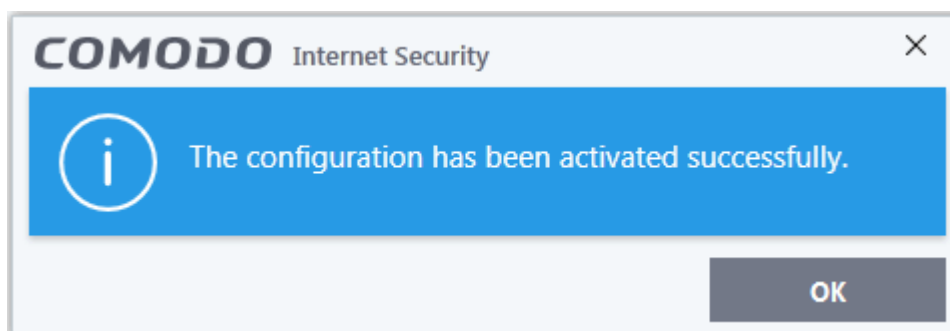 COMODO Internet Security
The configuration has been activated successfully.
OK